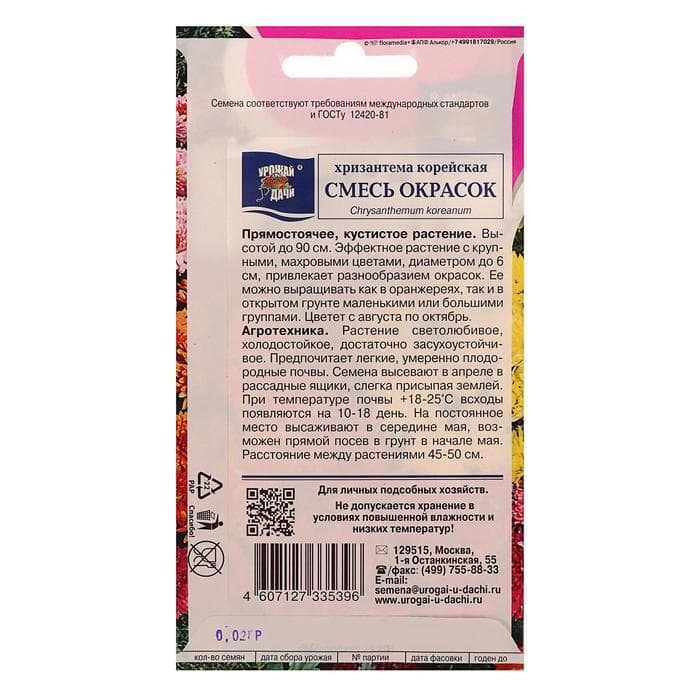 © floramedia+ АПФ Алькор/+74991817029/Россия
Семена соответствуют требованиям международных стандартов
и ГОСТу 12420-81
УРОЖАЙ
ДАЧИ
хризантема корейская
СМЕСЬ ОКРАСОК
Chrysanthemum koreanum
Прямостоячее, кустистое растение. Вы-
сотой до 90 см. Эффектное растение с круп-
ными, махровыми цветами, диаметром до 6
см, привлекает разнообразием окрасок. Ее
можно выращивать как в оранжереях, так и в
открытом грунте маленькими или большими
группами. Цветет с августа по октябрь.
Агротехника. Растение светолюбивое,
холодостойкое, достаточно засухоустойчи-
вое. Предпочитает легкие, умеренно плодо-
родные почвы. Семена высевают в апреле в
рассадные ящики, слегка присыпая землей.
При температуре почвы +18-25°С всходы
появляются на 10-18 день. На постоянное
место высаживают в середине мая, воз-
можен прямой посев в грунт в начале мая.
Расстояние между растениями 45-50 см.
22
PAP
Спасибо!
Для личных подсобных хозяйств.
Не допускается хранение в
условиях повышенной влажности и
низких температур!
129515, Москва,
1-я Останкинская, 55
/факс: (499) 755-88-33
E-mail:
semena@urogai-u-dachi.ru
www.urogai-u-dachi.ru
4 607127 335396
0,02ГР
кол-во семян
дата сбора урожая
№ партии
дата фасовки
годен до